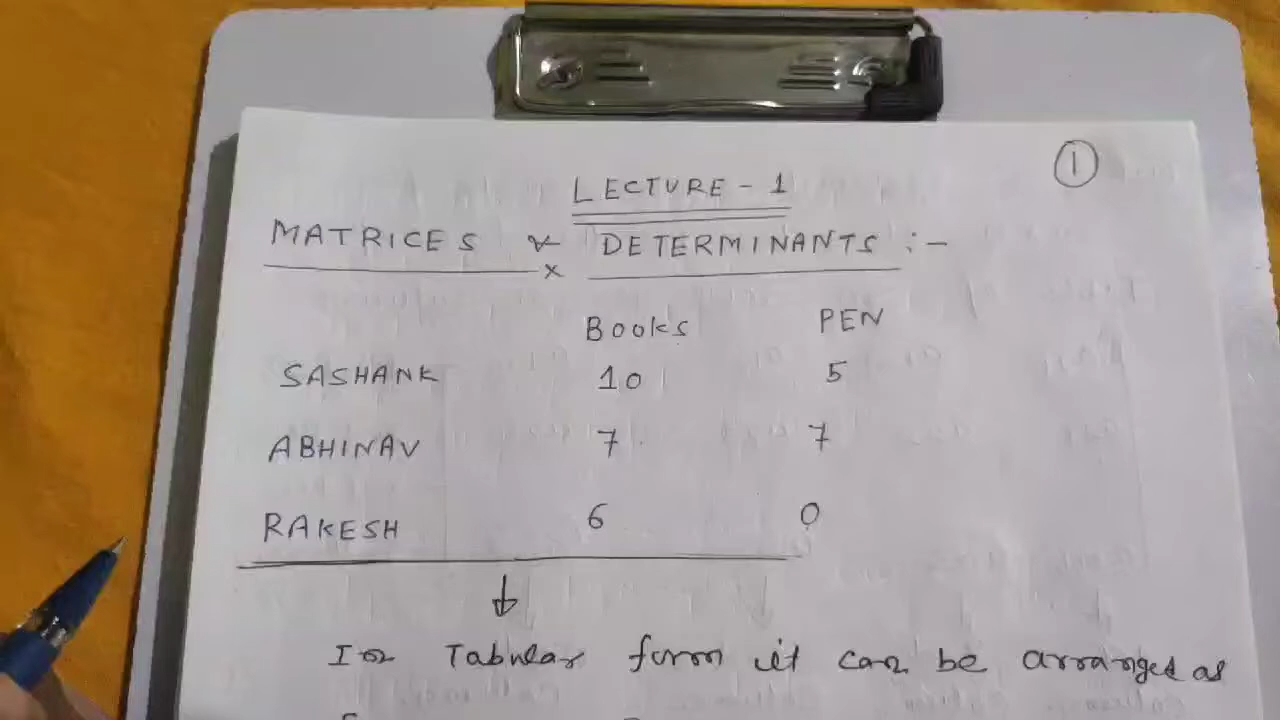 1
LECTURE - 1
MATRICES & DETERMINANTS :-
Books PEN
SASHANK 10 5
ABHINAV 7 7
RAKESH 6 0
In Tabular form it can be arranged as